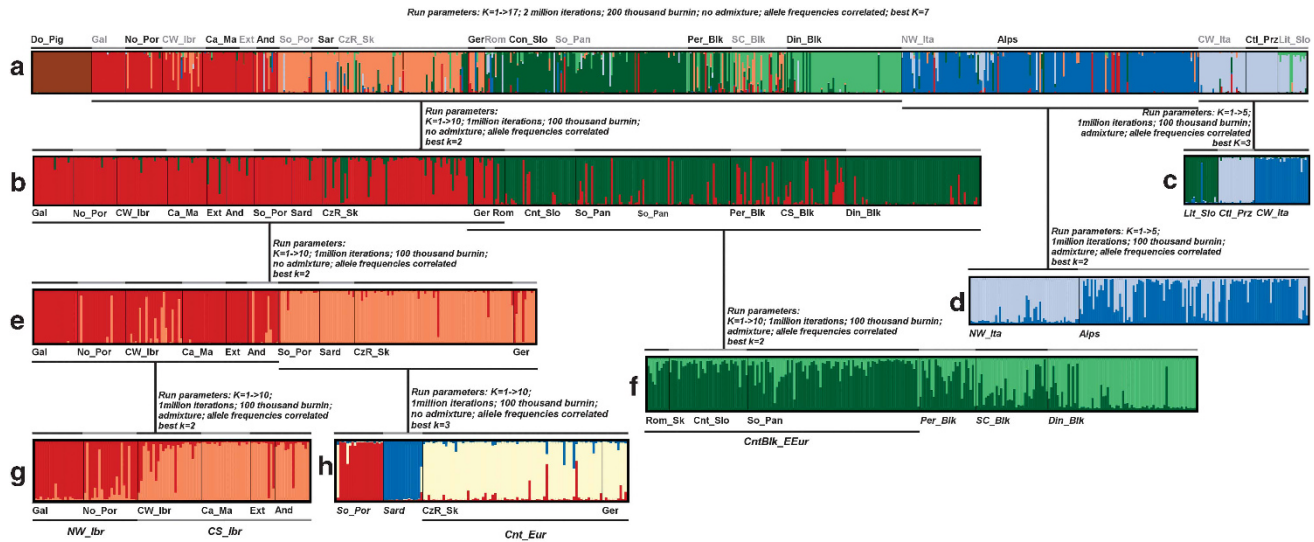 Run parameters: K=1->17; 2 million iterations; 200 thousand burnin; no admixture; allele frequencies correlated; best K=7
Do_Pig Gal No_Por CW_Ibr Ca_Ma Ext And So_Por Sar CzR_Sk Ger Rom Con_Slo So_Pan Per_Blk SC_Blk Din_Blk NW_Ita Alps CW_Ita Ctl_Prz Lit_Slo
a
Run parameters:
K=1->10; 1million iterations; 100 thousand burnin;
no admixture; allele frequencies correlated
best k=2
Run parameters: K=1->5;
1million iterations; 100 thousand burnin;
admixture; allele frequencies correlated
best K=3
b
Gal No_Por CW_Ibr Ca_Ma Ext And So_Por Sard CzR_Sk Ger Rom Cnt_Slo So_Pan So_Pan Per_Blk CS_Blk Din_Blk
c
Lit_Slo Ctl_Prz CW_Ita
Run parameters:
K=1->10; 1million iterations; 100 thousand burnin;
no admixture; allele frequencies correlated
best k=2
Run parameters: K=1->5;
1million iterations; 100 thousand burnin;
admixture; allele frequencies correlated
best k=2
d
NW_Ita Alps
e
Gal No_Por CW_Ibr Ca_Ma Ext And So_Por Sard CzR_Sk Ger
Run parameters:
K=1->10; 1million iterations; 100 thousand burnin;
admixture; allele frequencies correlated
best k=2
f
Rom_Sk Cnt_Slo So_Pan Per_Blk SC_Blk Din_Blk
CntBlk_EEur
Run parameters: K=1->10;
1million iterations; 100 thousand burnin;
admixture; allele frequencies correlated
best k=2
Run parameters: K=1->10;
1million iterations; 100 thousand burnin;
no admixture; allele frequencies correlated
best k=3
g
Gal No_Por CW_Ibr Ca_Ma Ext And
NW_Ibr CS_Ibr
h
So_Por Sard CzR_Sk Ger
Cnt_Eur